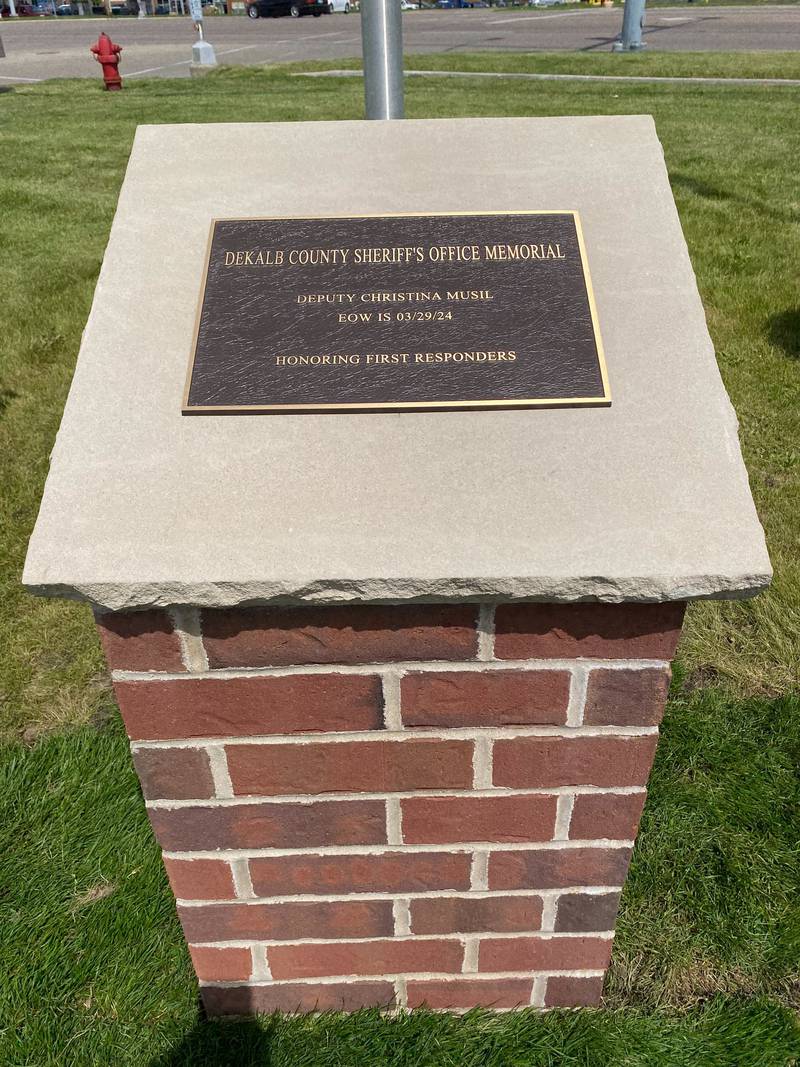 DEKALB COUNTY SHERIFF'S OFFICE MEMORIAL
DEPUTY CHRISTINA MUSIL
EOW IS 03/29/24
HONORING FIRST RESPONDERS